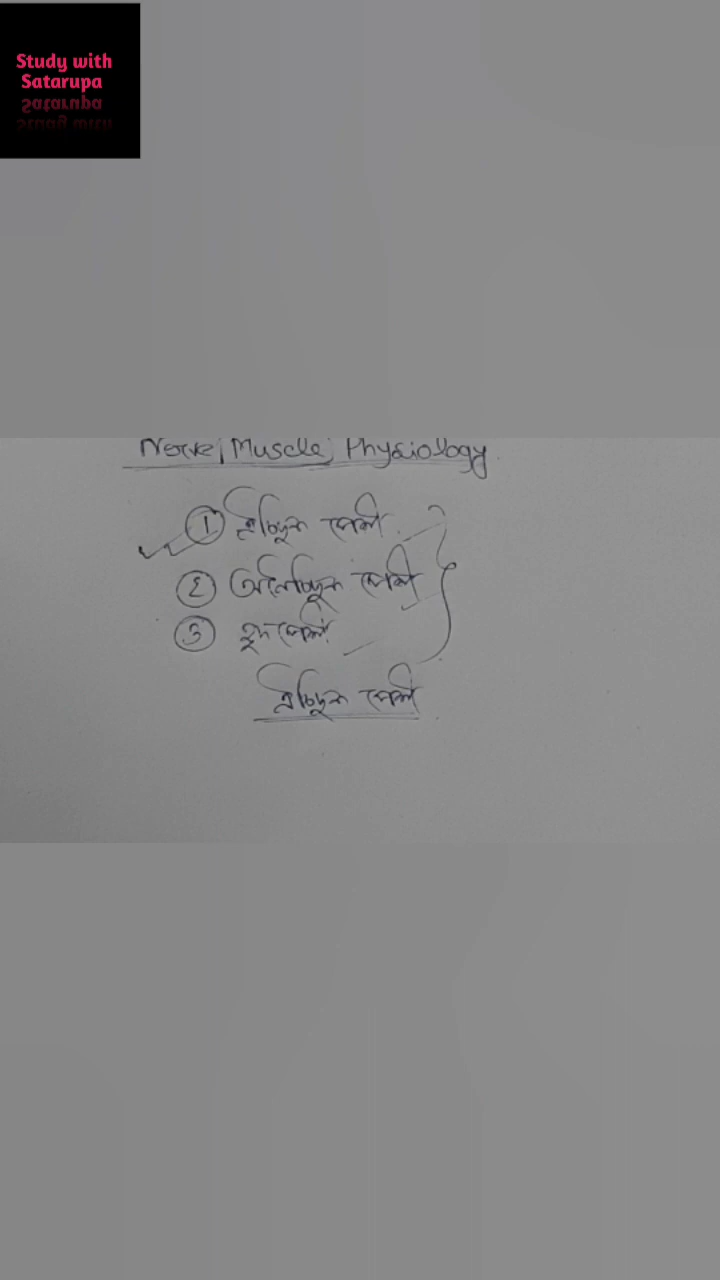 Study with
Satarupa
Nerve, Muscle, Physiology
① ঐচ্ছিক পেশী
② অনৈচ্ছিক পেশী
③ হৃদপেশী
ঐচ্ছিক পেশী